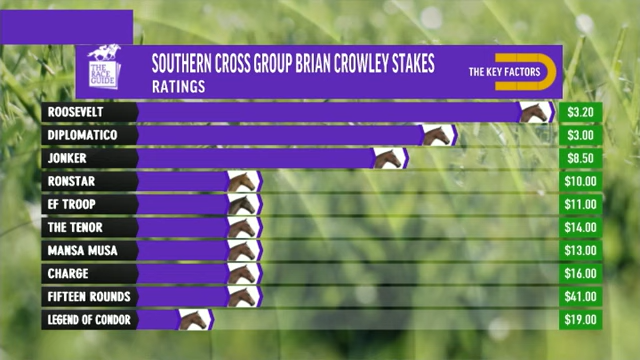 THE
RACE
GUIDE
SOUTHERN CROSS GROUP BRIAN CROWLEY STAKES
RATINGS
THE KEY FACTORS
ROOSEVELT $3.20
DIPLOMATICO $3.00
JONKER $8.50
RONSTAR $10.00
EF TROOP $11.00
THE TENOR $14.00
MANSA MUSA $13.00
CHARGE $16.00
FIFTEEN ROUNDS $41.00
LEGEND OF CONDOR $19.00